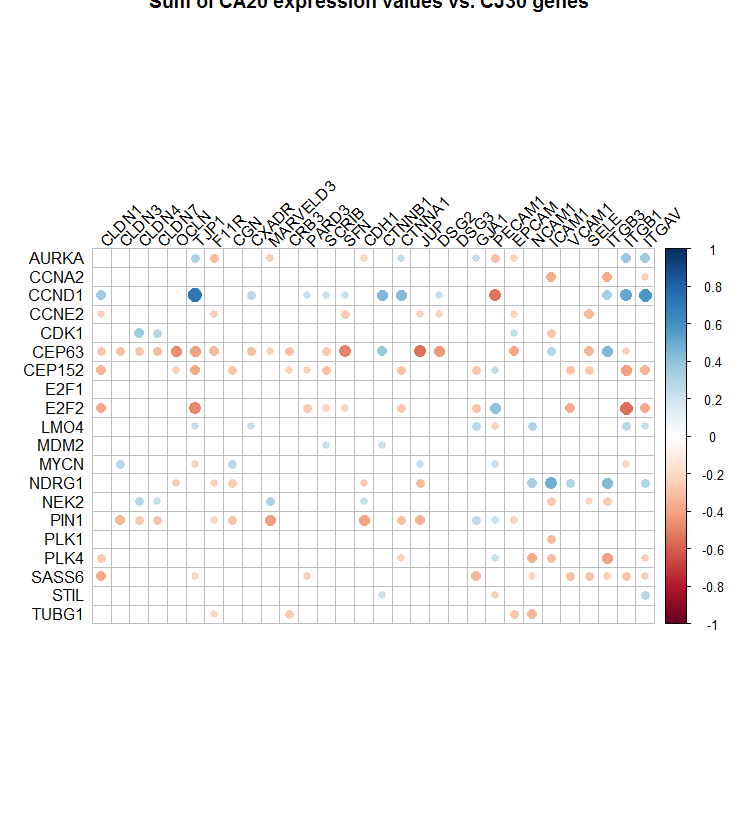 Sum of CA20 expression values vs. CJ30 genes
CLDN1
CLDN3
CLDN4
CLDN7
OCLN
TJP1
F11R
CGN
CXADR
MARVELD3
CRB3
PARD3
SCRIB
SFN
CDH1
CTNNB1
CTNNA1
JUP
DSG2
DSG3
GJA1
PECAM1
EPCAM
NCAM1
ICAM1
VCAM1
SELE
ITGB3
ITGB1
ITGAV
AURKA
CCNA2
CCND1
CCNE2
CDK1
CEP63
CEP152
E2F1
E2F2
LMO4
MDM2
MYCN
NDRG1
NEK2
PIN1
PLK1
PLK4
SASS6
STIL
TUBG1
1
0.8
0.6
0.4
0.2
0
-0.2
-0.4
-0.6
-0.8
-1